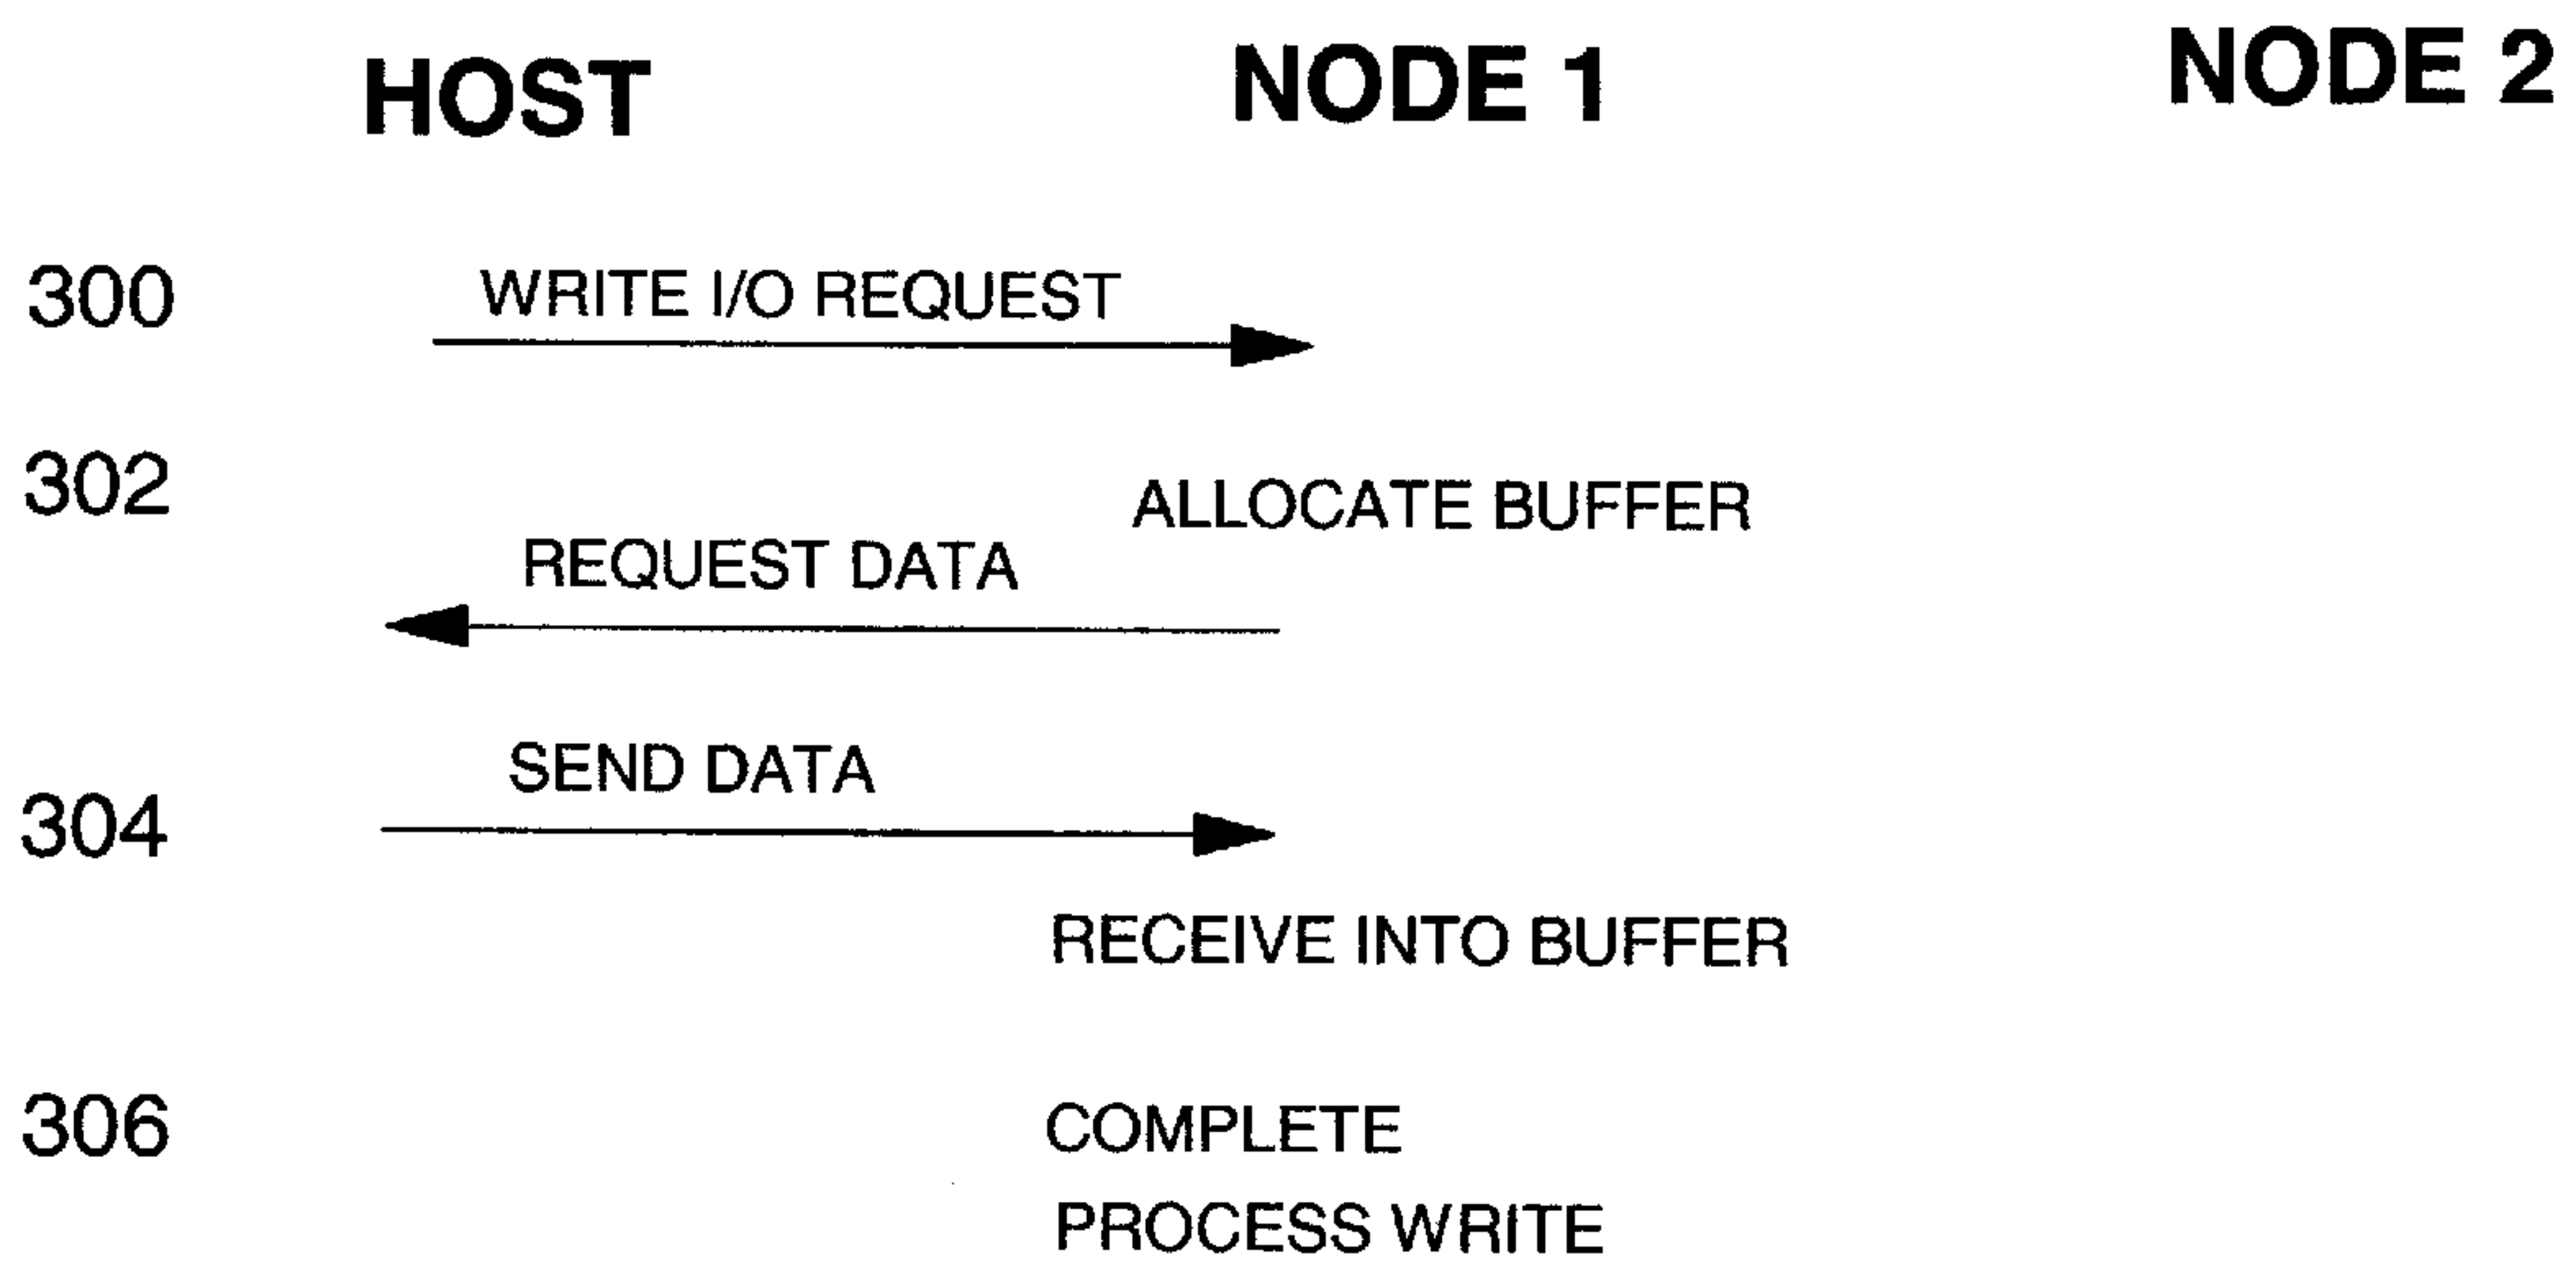 HOST NODE 1 NODE 2
300 WRITE I/O REQUEST
302 ALLOCATE BUFFER
REQUEST DATA
SEND DATA
304
RECEIVE INTO BUFFER
306 COMPLETE
PROCESS WRITE